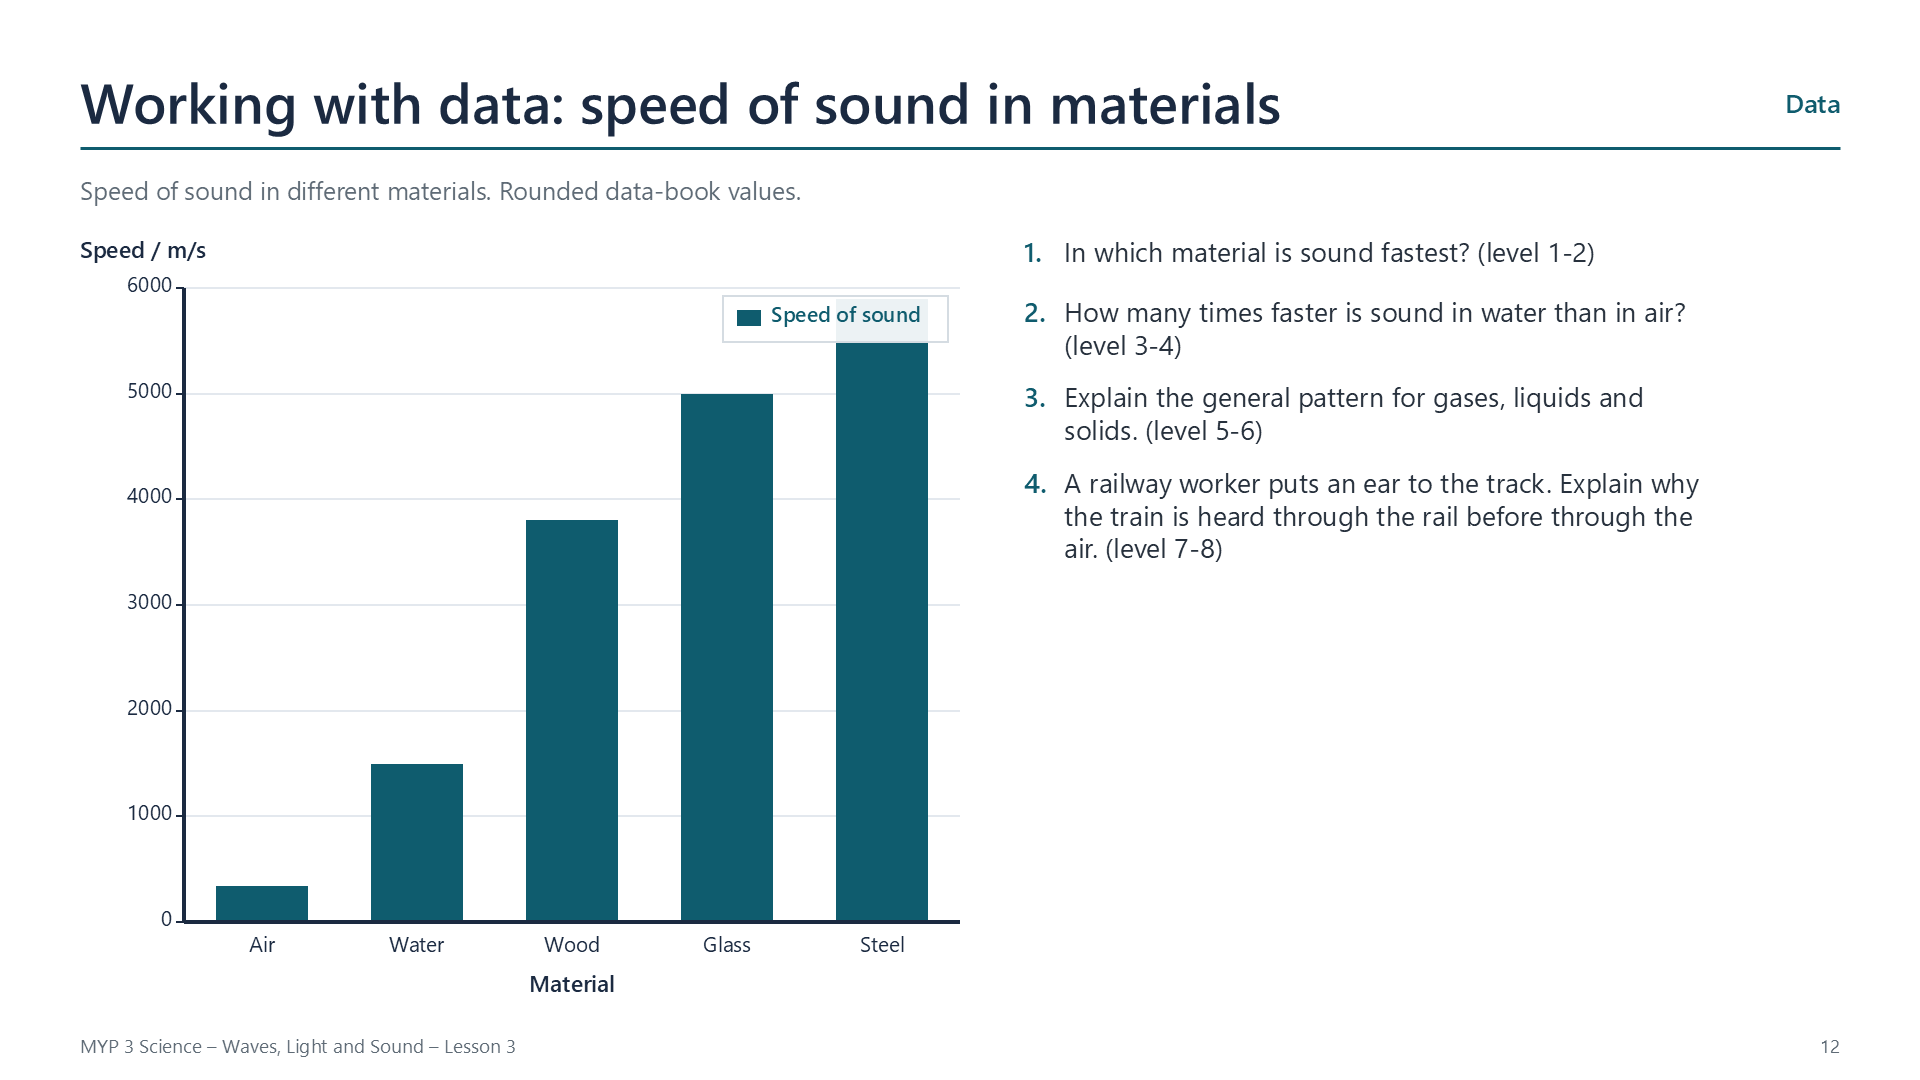 Working with data: speed of sound in materials
Data
Speed of sound in different materials. Rounded data-book values.
Speed / m/s
6000
5000
4000
3000
2000
1000
0
Speed of sound
Air
Water
Wood
Glass
Steel
Material
1. In which material is sound fastest? (level 1-2)
2. How many times faster is sound in water than in air?
(level 3-4)
3. Explain the general pattern for gases, liquids and
solids. (level 5-6)
4. A railway worker puts an ear to the track. Explain why
the train is heard through the rail before through the
air. (level 7-8)
MYP 3 Science – Waves, Light and Sound – Lesson 3
12